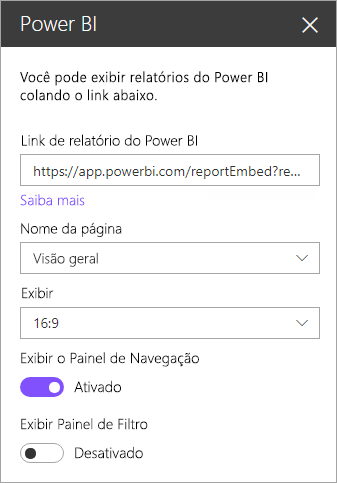 Power BI
Você pode exibir relatórios do Power BI
colando o link abaixo.
Link de relatório do Power BI
https://app.powerbi.com/reportEmbed?re...
Saiba mais
Nome da página
Visão geral
Exibir
16:9
Exibir o Painel de Navegação
Ativado
Exibir Painel de Filtro
Desativado